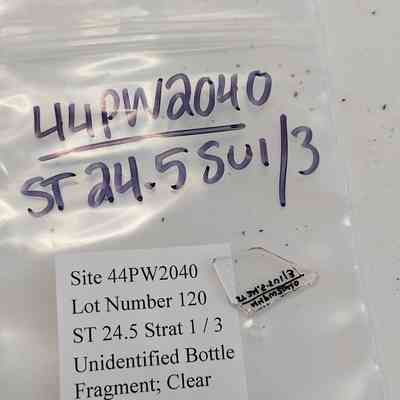 44PW2040
ST 24.5 SU1/3
Site 44PW2040
Lot Number 120
ST 24.5 Strat 1 / 3
Unidentified Bottle
Fragment; Clear
44PW2040